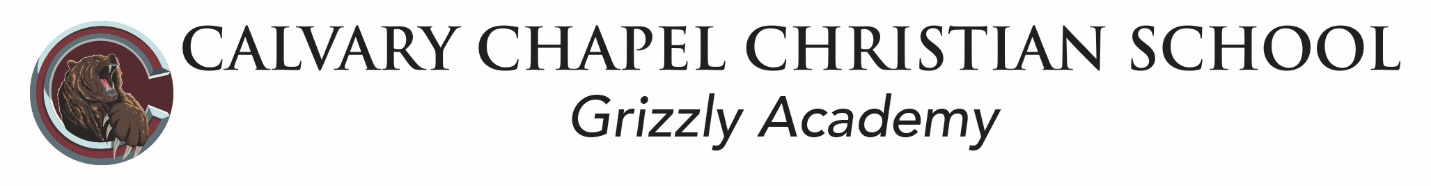 CALVARY CHAPEL CHRISTIAN SCHOOL
Grizzly Academy